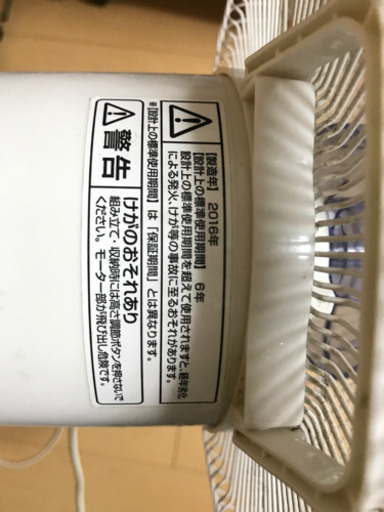 【製造年】 2016年
【設計上の標準使用期間】 6年
設計上の標準使用期間を超えて使用されますと、経年劣化
による発火、けが等の事故に至るおそれがあります。
※【設計上の標準使用期間】は「保証期間」とは異なります。
警告
けがのおそれあり
組み立て・収納時には高さ調節ボタンを押さないで
ください。モーター部が飛び出し危険です。